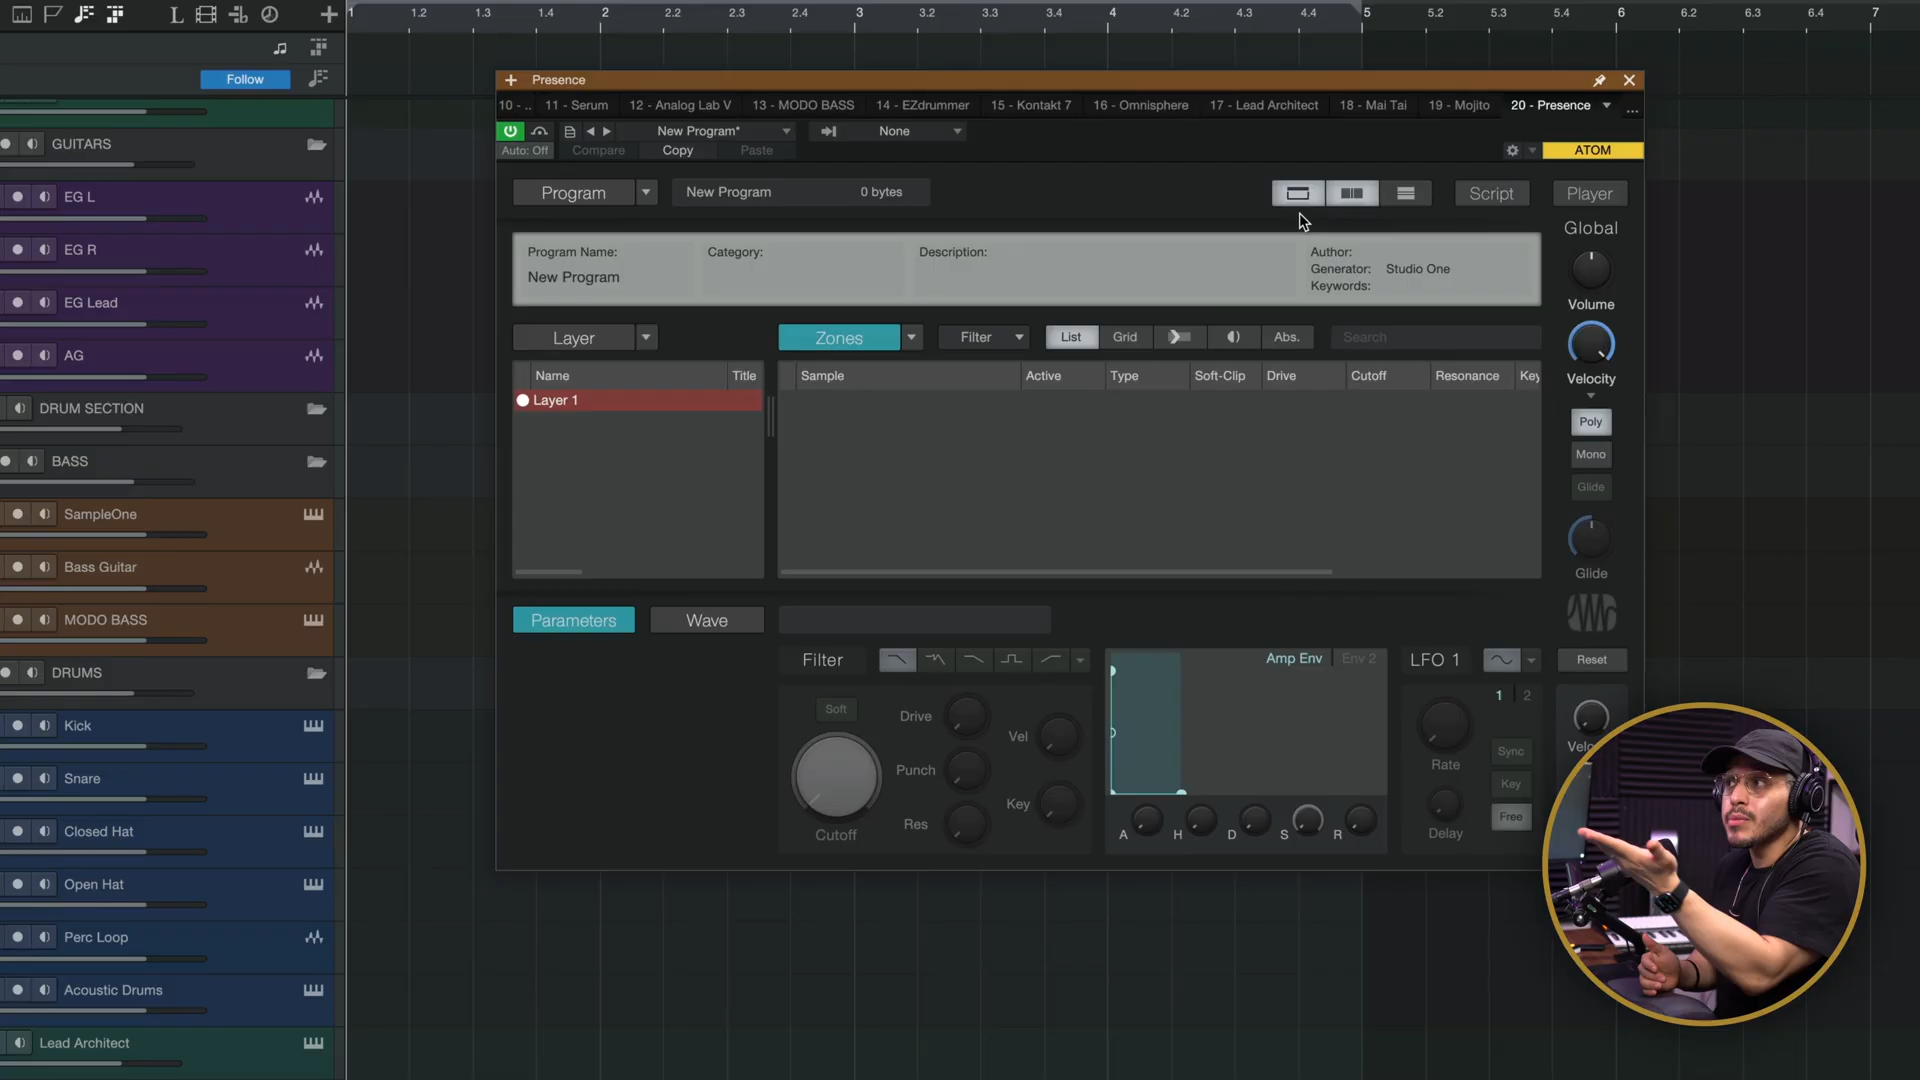 1 1.2 1.3 1.4 2 2.2 2.3 2.4 3 3.2 3.3 3.4 4 4.2 4.3 4.4 5 5.2 5.3 5.4 6 6.2 6.3 6.4 7
Follow
GUITARS
EG L
EG R
EG Lead
AG
DRUM SECTION
BASS
SampleOne
Bass Guitar
MODO BASS
DRUMS
Kick
Snare
Closed Hat
Open Hat
Perc Loop
Acoustic Drums
Lead Architect
Presence
10 - .. 11 - Serum 12 - Analog Lab V 13 - MODO BASS 14 - EZdrummer 15 - Kontakt 7 16 - Omnisphere 17 - Lead Architect 18 - Mai Tai 19 - Mojito 20 - Presence ...
New Program* None
Auto: Off Compare Copy Paste ATOM
Program New Program 0 bytes Script Player
Program Name: Category: Description: Author:
Generator: Studio One
New Program
Keywords:
Global
Volume
Velocity
Poly
Mono
Glide
Glide
Layer Zones Filter List Grid Abs. Search
Name Title Sample Active Type Soft-Clip Drive Cutoff Resonance Key
Layer 1
Parameters Wave
Filter Amp Env Env 2 LFO 1 Reset
1 2
Soft Drive
Vel
Punch
Key
Res
Cutoff
A H D S R
Rate
Delay
Sync
Key
Free
Velo